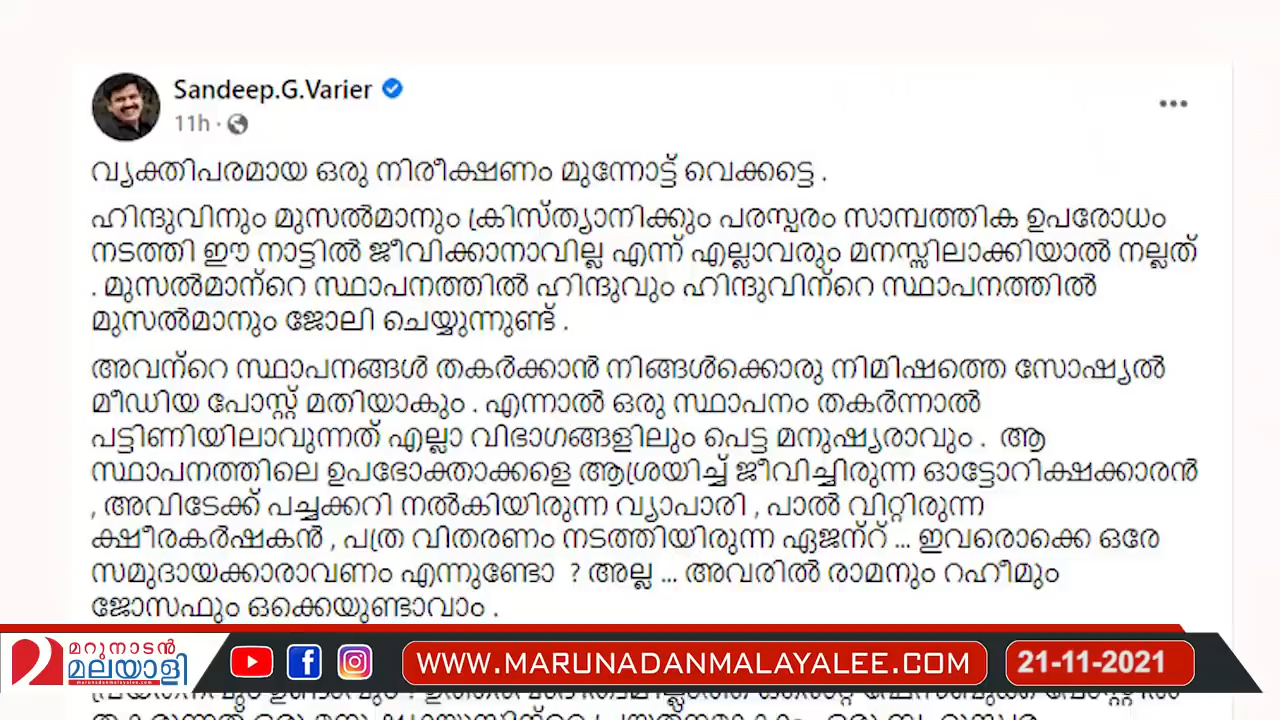 Sandeep.G.Varier
11h
വ്യക്തിപരമായ ഒരു നിരീക്ഷണം മുന്നോട്ട് വെക്കട്ടെ .
ഹിന്ദുവിനും മുസൽമാനും ക്രിസ്ത്യാനിക്കും പരസ്പരം സാമ്പത്തിക ഉപരോധം
നടത്തി ഈ നാട്ടിൽ ജീവിക്കാനാവില്ല എന്ന് എല്ലാവരും മനസ്സിലാക്കിയാൽ നല്ലത്
. മുസൽമാന്റെ സ്ഥാപനത്തിൽ ഹിന്ദുവും ഹിന്ദുവിന്റെ സ്ഥാപനത്തിൽ
മുസൽമാനും ജോലി ചെയ്യുന്നുണ്ട് .
അവന്റെ സ്ഥാപനങ്ങൾ തകർക്കാൻ നിങ്ങൾക്കൊരു നിമിഷത്തെ സോഷ്യൽ
മീഡിയ പോസ്റ്റ് മതിയാകും . എന്നാൽ ഒരു സ്ഥാപനം തകർന്നാൽ
പട്ടിണിയിലാവുന്നത് എല്ലാ വിഭാഗങ്ങളിലും പെട്ട മനുഷ്യരാവും . ആ
സ്ഥാപനത്തിലെ ഉപഭോക്താക്കളെ ആശ്രയിച്ച് ജീവിച്ചിരുന്ന ഓട്ടോറിക്ഷക്കാരൻ
, അവിടേക്ക് പച്ചക്കറി നൽകിയിരുന്ന വ്യാപാരി , പാൽ വിറ്റിരുന്ന
ക്ഷീരകർഷകൻ , പത്ര വിതരണം നടത്തിയിരുന്ന ഏജന്റ് ... ഇവരൊക്കെ ഒരേ
സമുദായക്കാരാവണം എന്നുണ്ടോ ? അല്ല ... അവരിൽ രാമനും റഹീമും
ജോസഫും ഒക്കെയുണ്ടാവാം .
മറുനാടൻ
മലയാളി
www.marunadanmalayalee.com
WWW.MARUNADANMALAYALEE.COM
21-11-2021